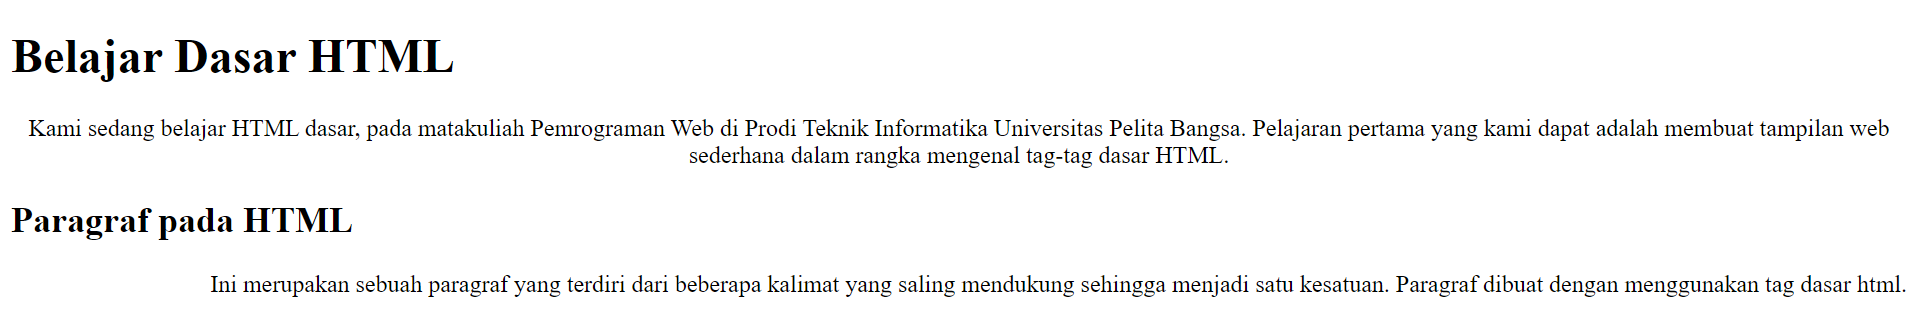 Belajar Dasar HTML
Kami sedang belajar HTML dasar, pada matakuliah Pemrograman Web di Prodi Teknik Informatika Universitas Pelita Bangsa. Pelajaran pertama yang kami dapat adalah membuat tampilan web
sederhana dalam rangka mengenal tag-tag dasar HTML.
Paragraf pada HTML
Ini merupakan sebuah paragraf yang terdiri dari beberapa kalimat yang saling mendukung sehingga menjadi satu kesatuan. Paragraf dibuat dengan menggunakan tag dasar html.